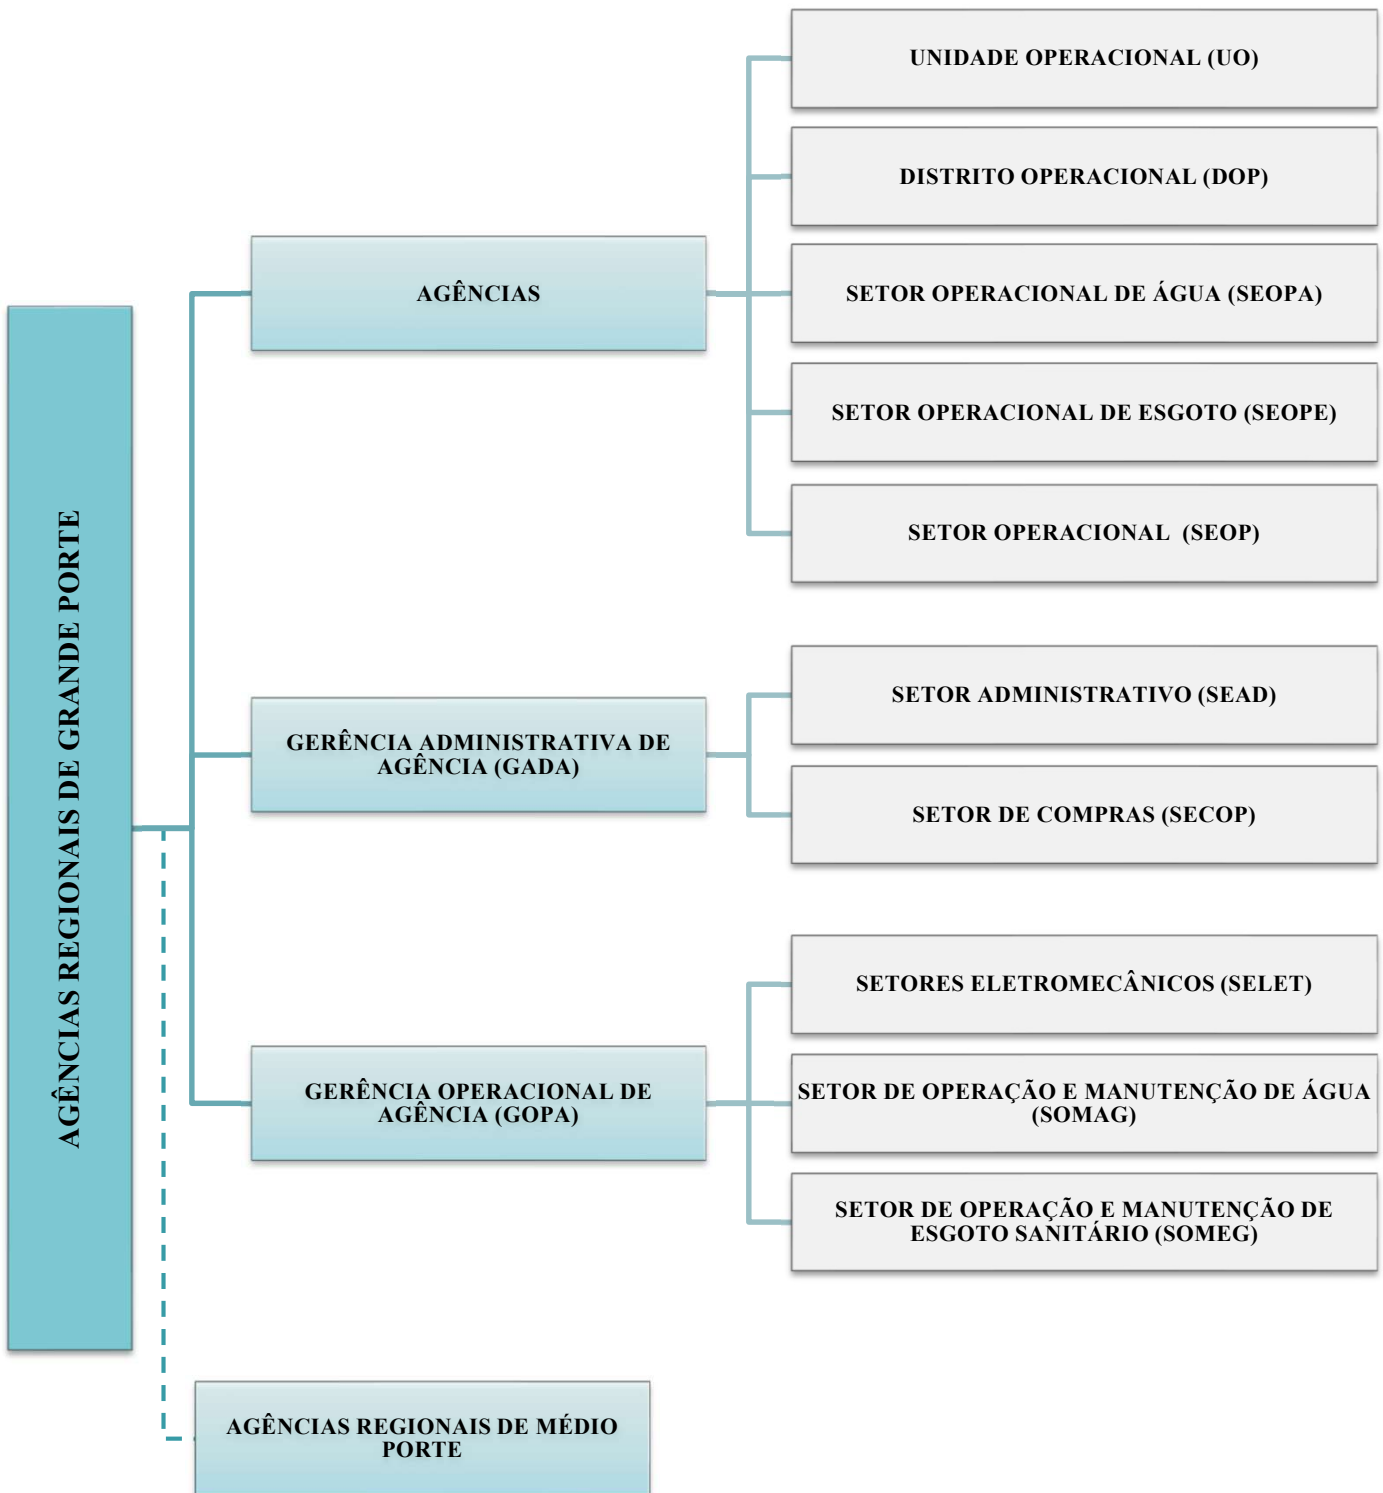 AGÊNCIAS REGIONAIS DE GRANDE PORTE
AGÊNCIAS
UNIDADE OPERACIONAL (UO)
DISTRITO OPERACIONAL (DOP)
SETOR OPERACIONAL DE ÁGUA (SEOPA)
SETOR OPERACIONAL DE ESGOTO (SEOPE)
SETOR OPERACIONAL (SEOP)
GERÊNCIA ADMINISTRATIVA DE
AGÊNCIA (GADA)
SETOR ADMINISTRATIVO (SEAD)
SETOR DE COMPRAS (SECOP)
GERÊNCIA OPERACIONAL DE
AGÊNCIA (GOPA)
SETORES ELETROMECÂNICOS (SELET)
SETOR DE OPERAÇÃO E MANUTENÇÃO DE ÁGUA
(SOMAG)
SETOR DE OPERAÇÃO E MANUTENÇÃO DE
ESGOTO SANITÁRIO (SOMEG)
AGÊNCIAS REGIONAIS DE MÉDIO
PORTE